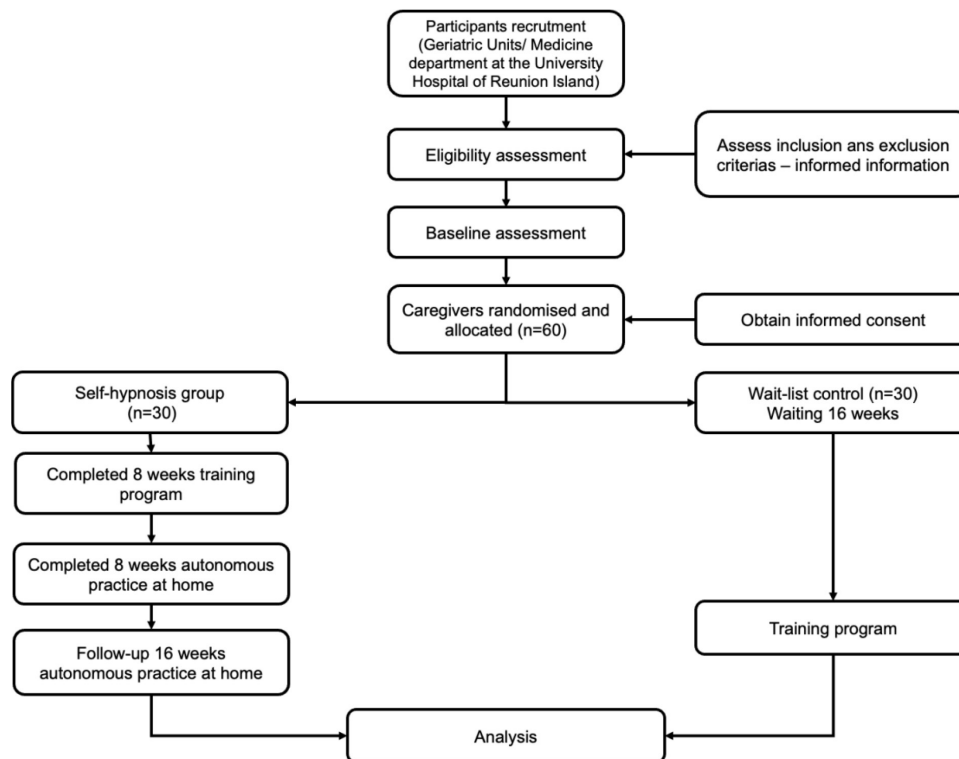 Participants recrutment
(Geriatric Units/ Medicine
department at the University
Hospital of Reunion Island)
Eligibility assessment
Assess inclusion ans exclusion
criterias – informed information
Baseline assessment
Caregivers randomised and
allocated (n=60)
Obtain informed consent
Self-hypnosis group
(n=30)
Wait-list control (n=30)
Waiting 16 weeks
Completed 8 weeks training
program
Completed 8 weeks autonomous
practice at home
Follow-up 16 weeks
autonomous practice at home
Training program
Analysis